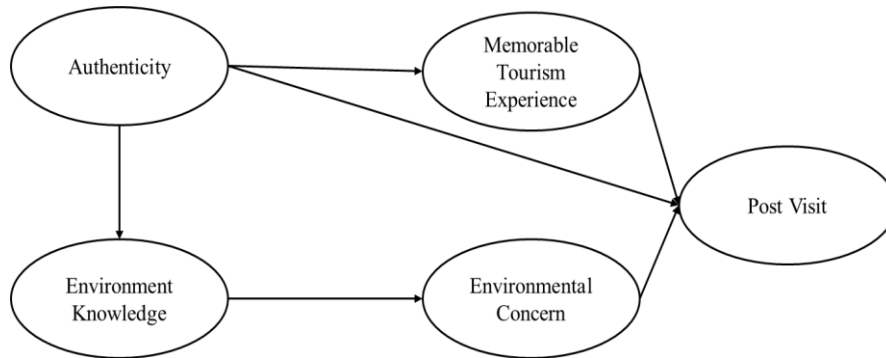 Authenticity
Memorable
Tourism
Experience
Post Visit
Environment
Knowledge
Environmental
Concern